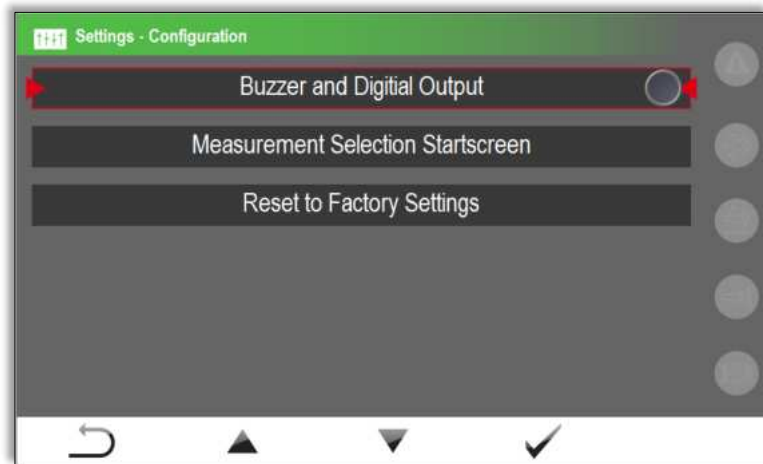 Settings - Configuration
Buzzer and Digitial Output
Measurement Selection Startscreen
Reset to Factory Settings